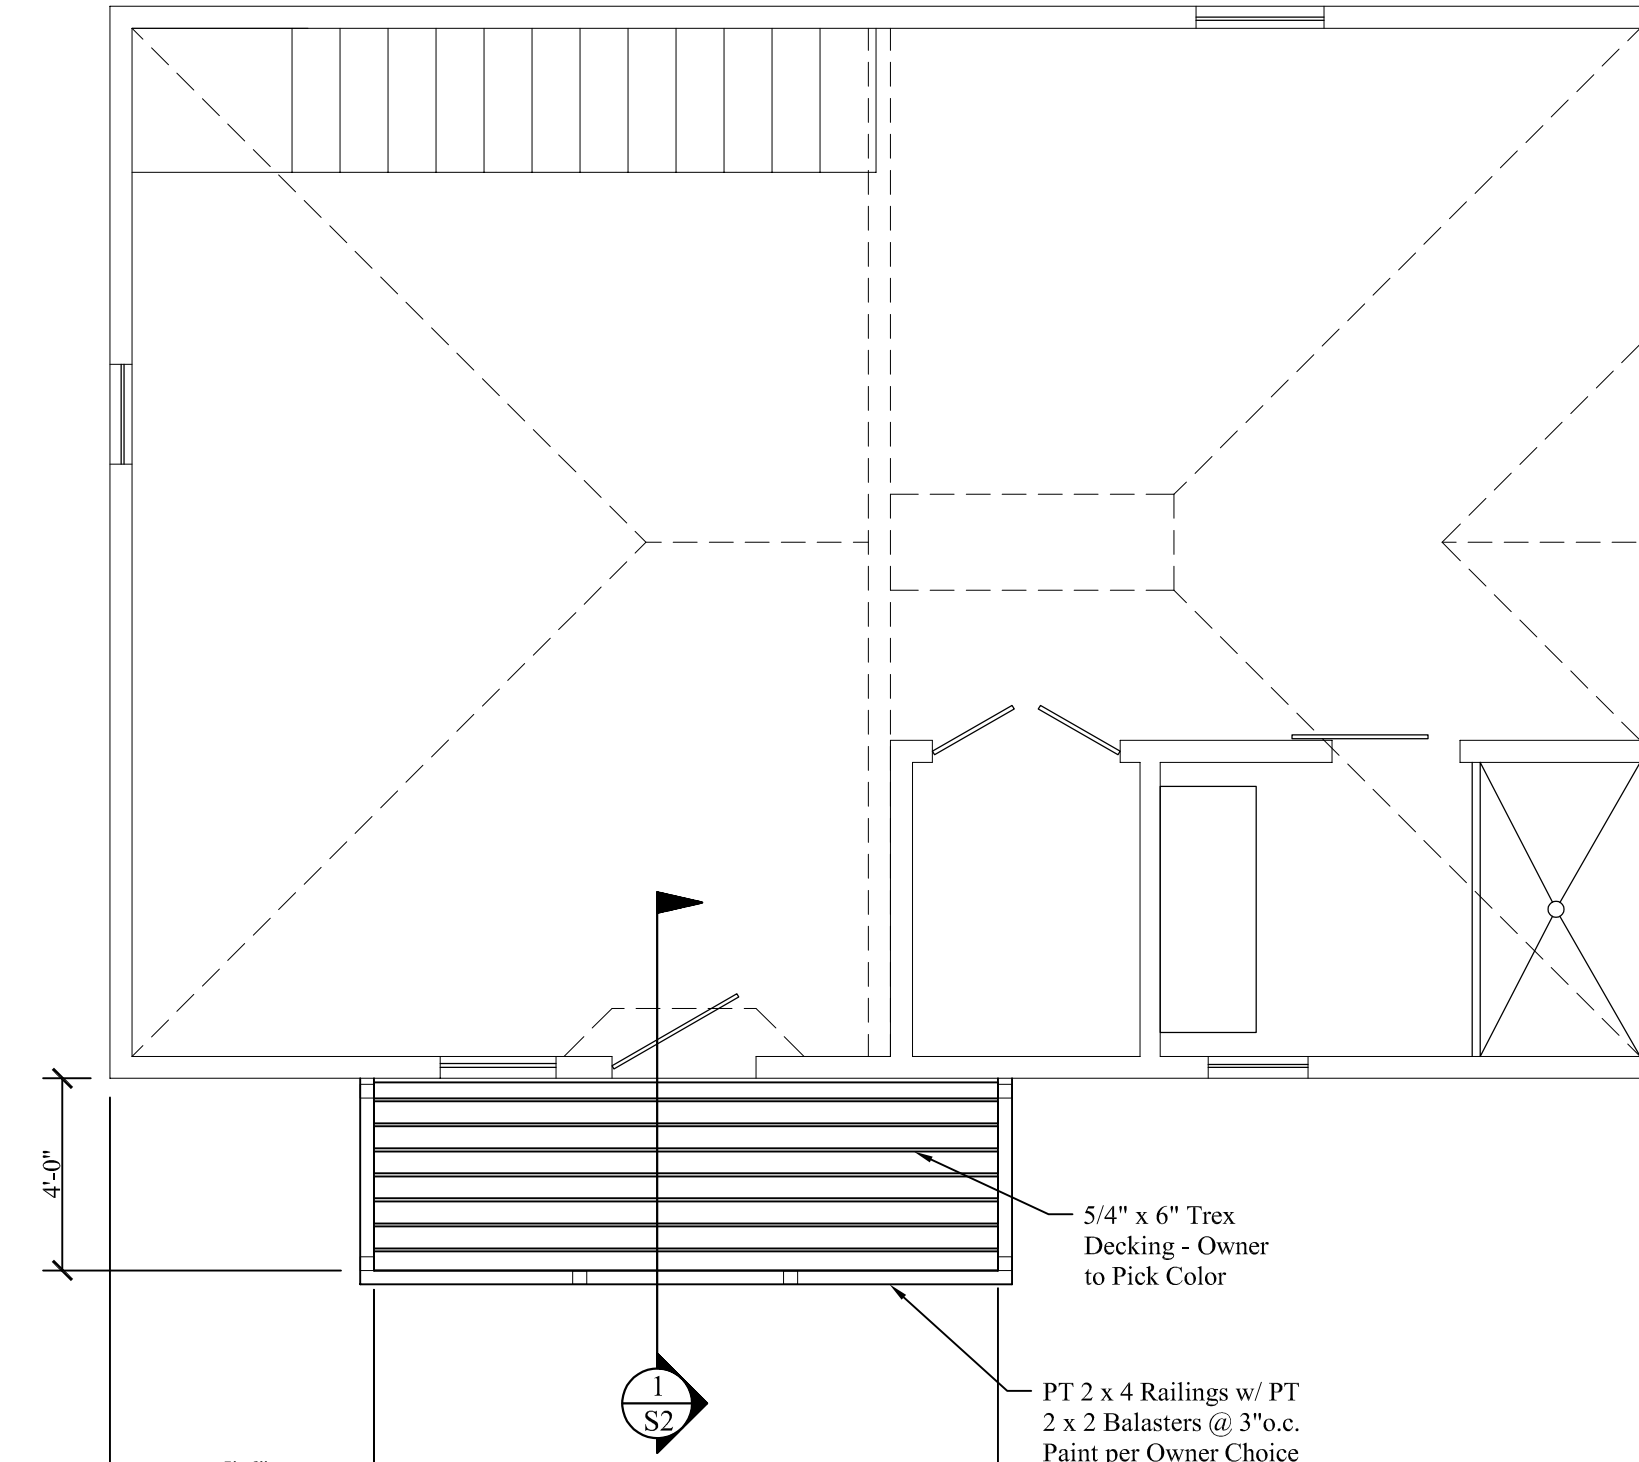 4'-0"
5/4" x 6" Trex
Decking - Owner
to Pick Color
1
S2
PT 2 x 4 Railings w/ PT
2 x 2 Balasters @ 3"o.c.
Paint per Owner Choice